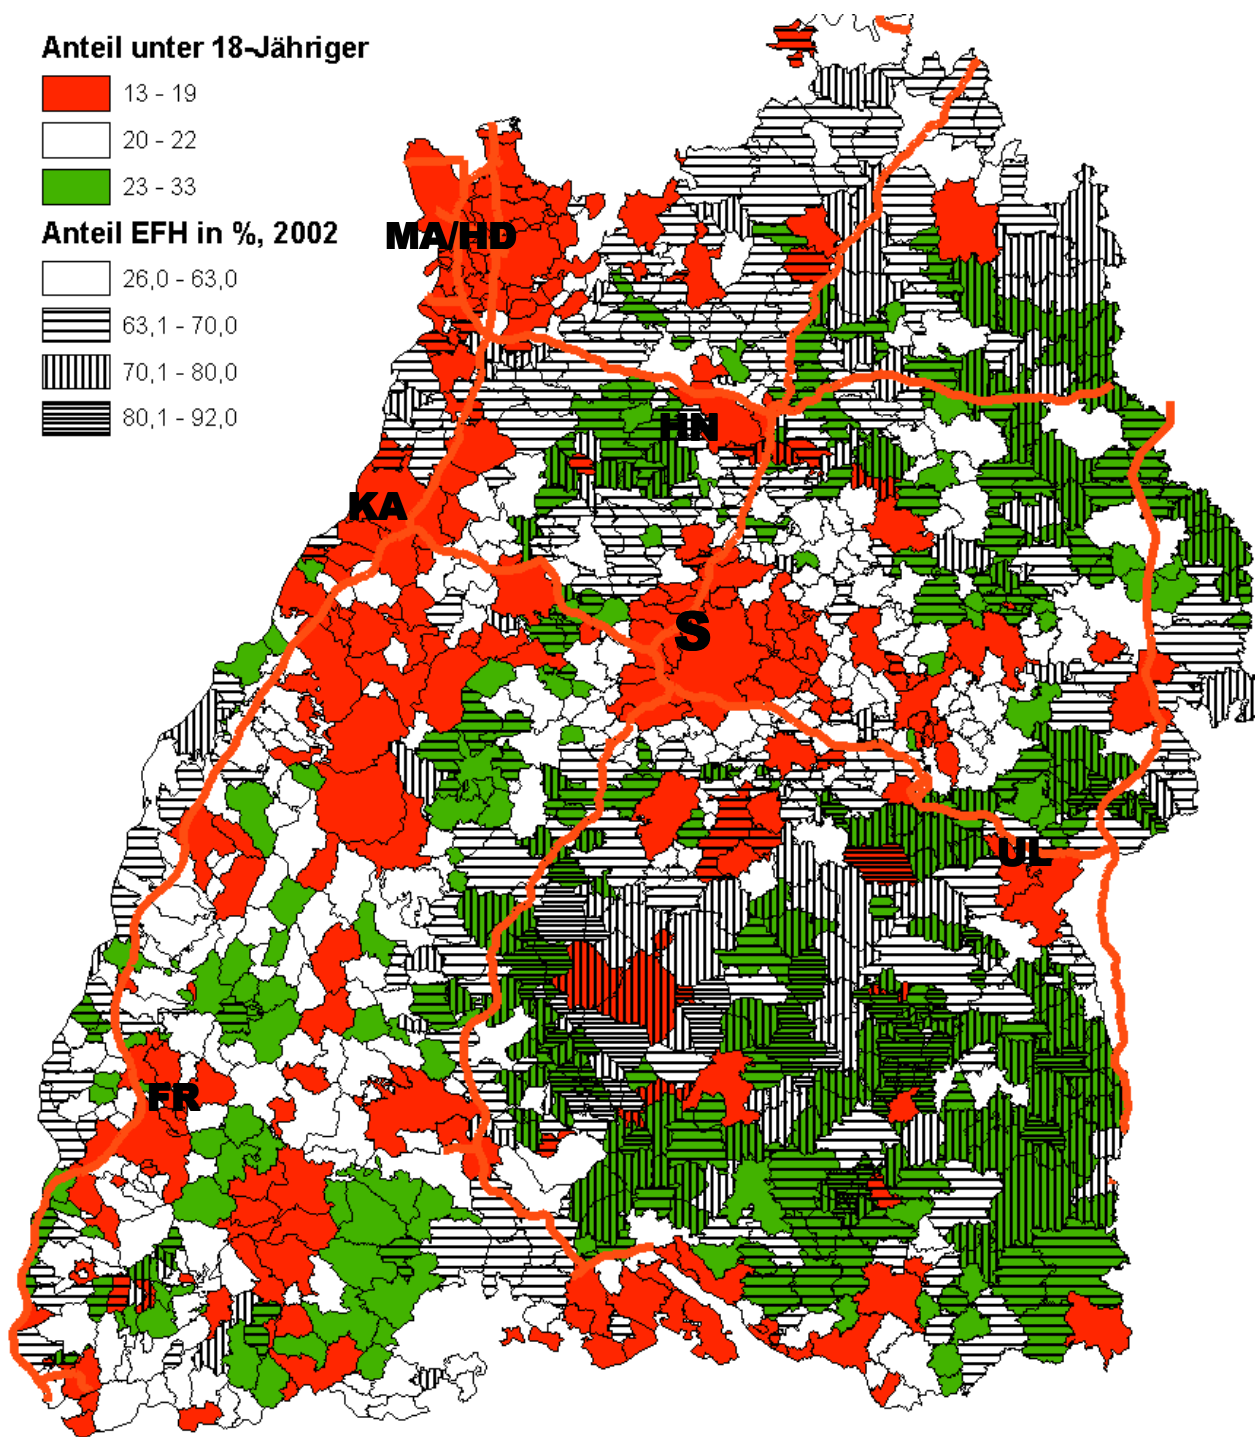 Anteil unter 18-Jähriger
13 - 19
20 - 22
23 - 33
Anteil EFH in %, 2002
26,0 - 63,0
63,1 - 70,0
70,1 - 80,0
80,1 - 92,0
MA/HD
HN
KA
S
UL
FR